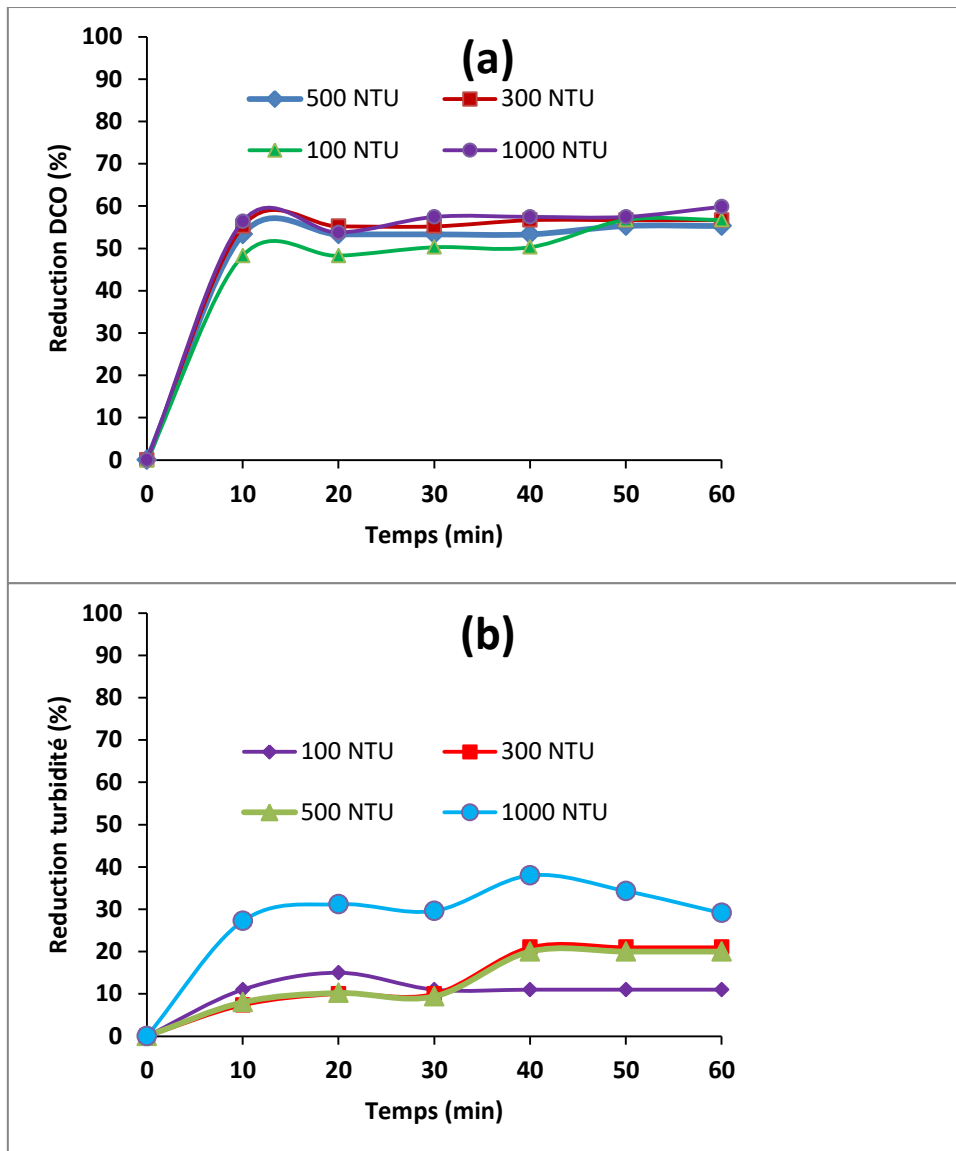 (a)
Reduction DCO (%)
100
90
80
70
60
50
40
30
20
10
0
500 NTU 300 NTU
100 NTU 1000 NTU
0 10 20 30 40 50 60
Temps (min)
(b)
Reduction turbidité (%)
100
90
80
70
60
50
40
30
20
10
0
100 NTU 300 NTU
500 NTU 1000 NTU
0 10 20 30 40 50 60
Temps (min)